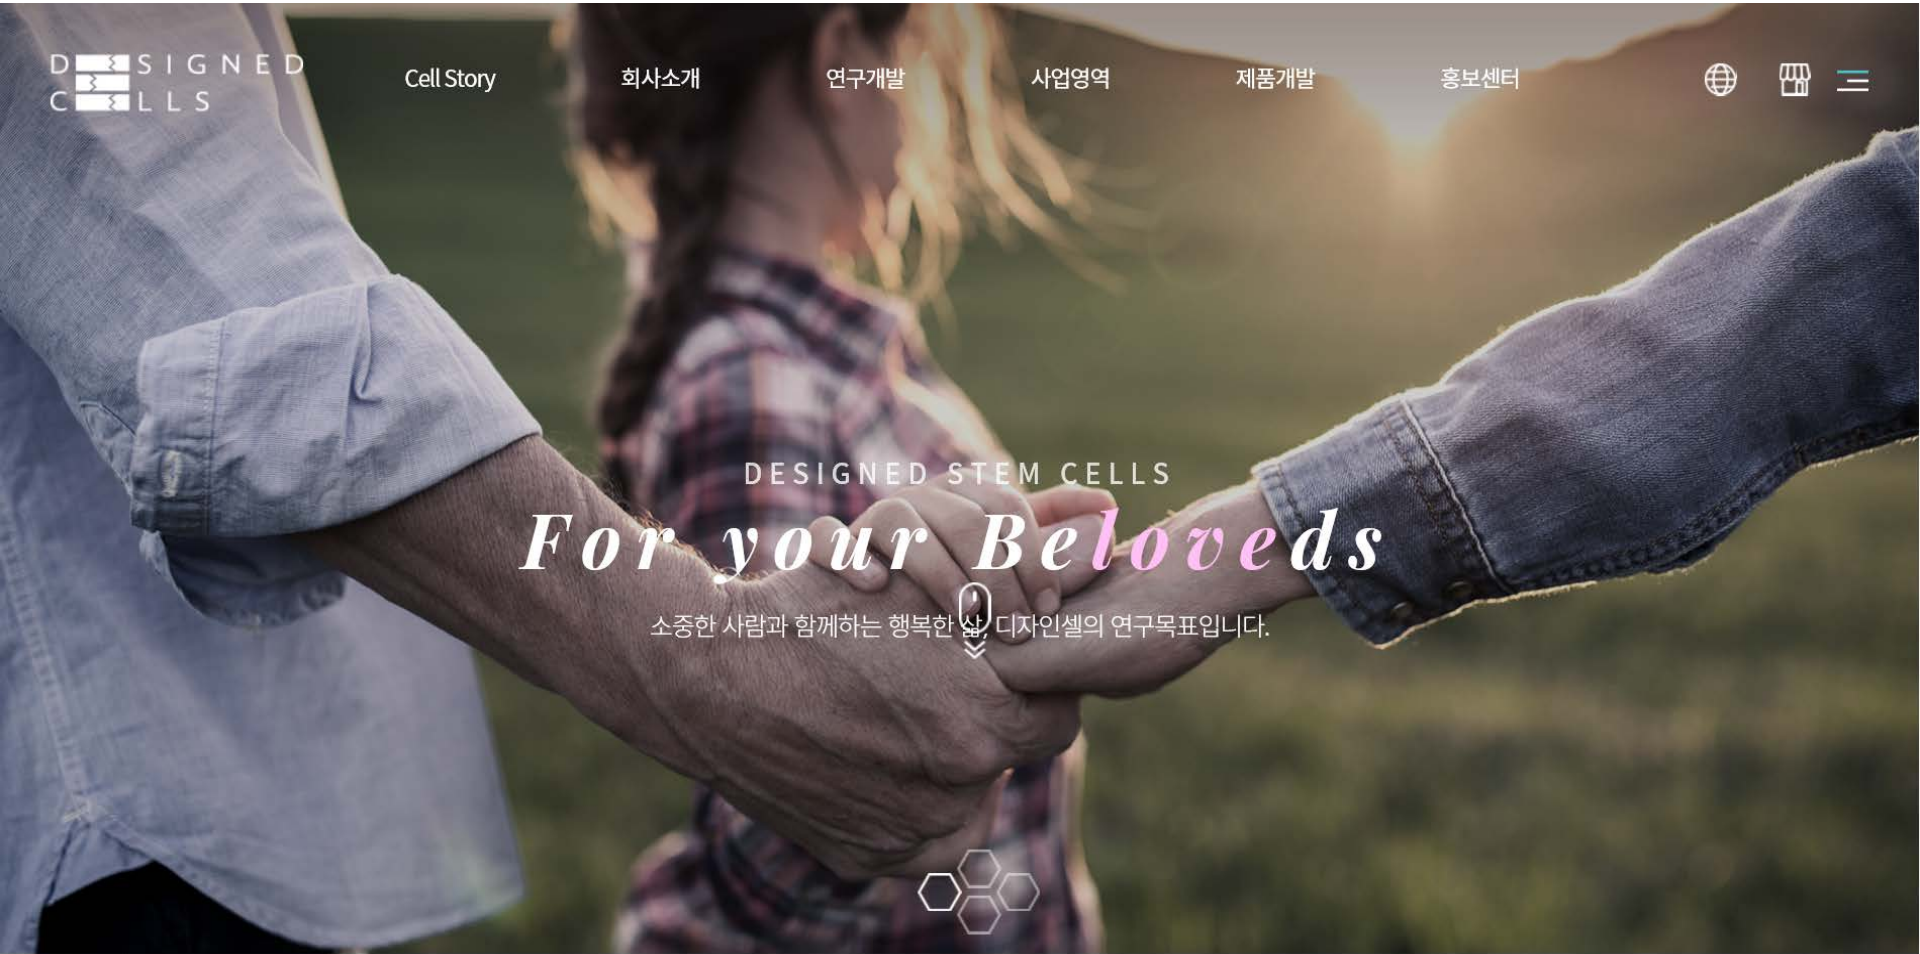 DESIGNED
CELLS
Cell Story
회사소개
연구개발
사업영역
제품개발
홍보센터
DESIGNED STEM CELLS
For your Beloveds
소중한 사람과 함께하는 행복한 삶, 디자인셀의 연구목표입니다.